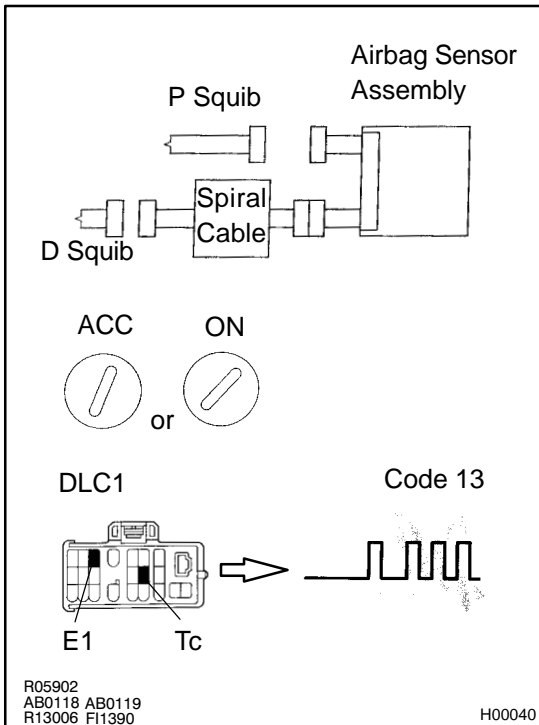 Airbag Sensor
Assembly
P Squib
Spiral
Cable
D Squib
ACC
ON
or
DLC1
Code 13
E1
Tc
R05902
AB0118 AB0119
R13006 FI1390
H00040